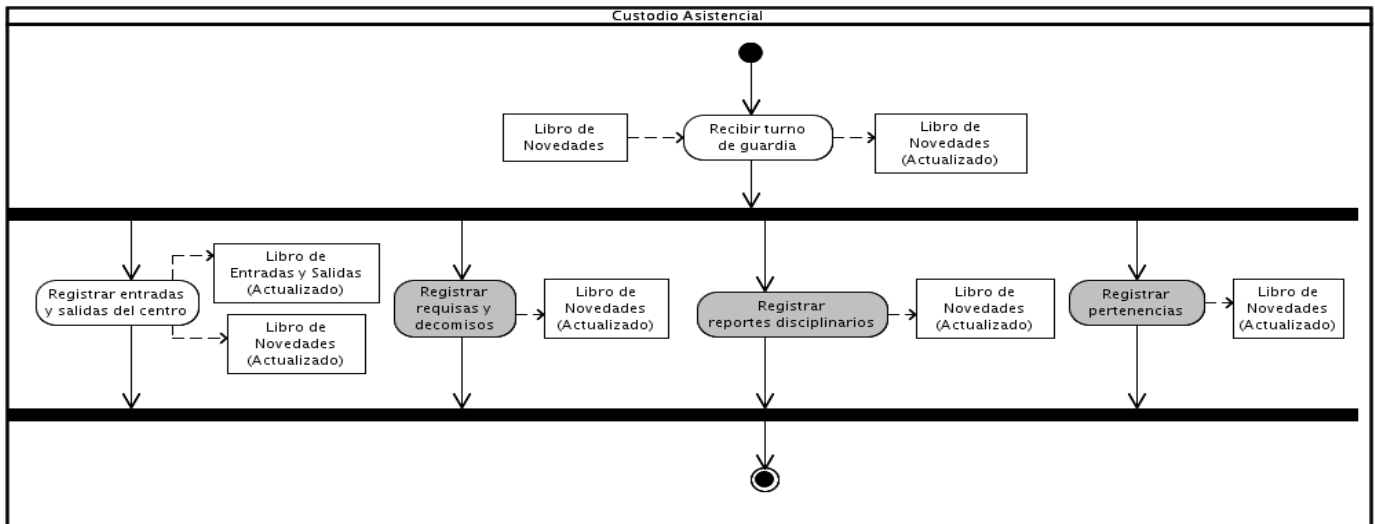 Custodio Asistencial
Libro de
Novedades
Recibir turno
de guardia
Libro de
Novedades
(Actualizado)
Registrar entradas
y salidas del centro
Libro de
Entradas y Salidas
(Actualizado)
Libro de
Novedades
(Actualizado)
Registrar
requisas y
decomisos
Libro de
Novedades
(Actualizado)
Registrar
reportes disciplinarios
Libro de
Novedades
(Actualizado)
Registrar
pertenencias
Libro de
Novedades
(Actualizado)